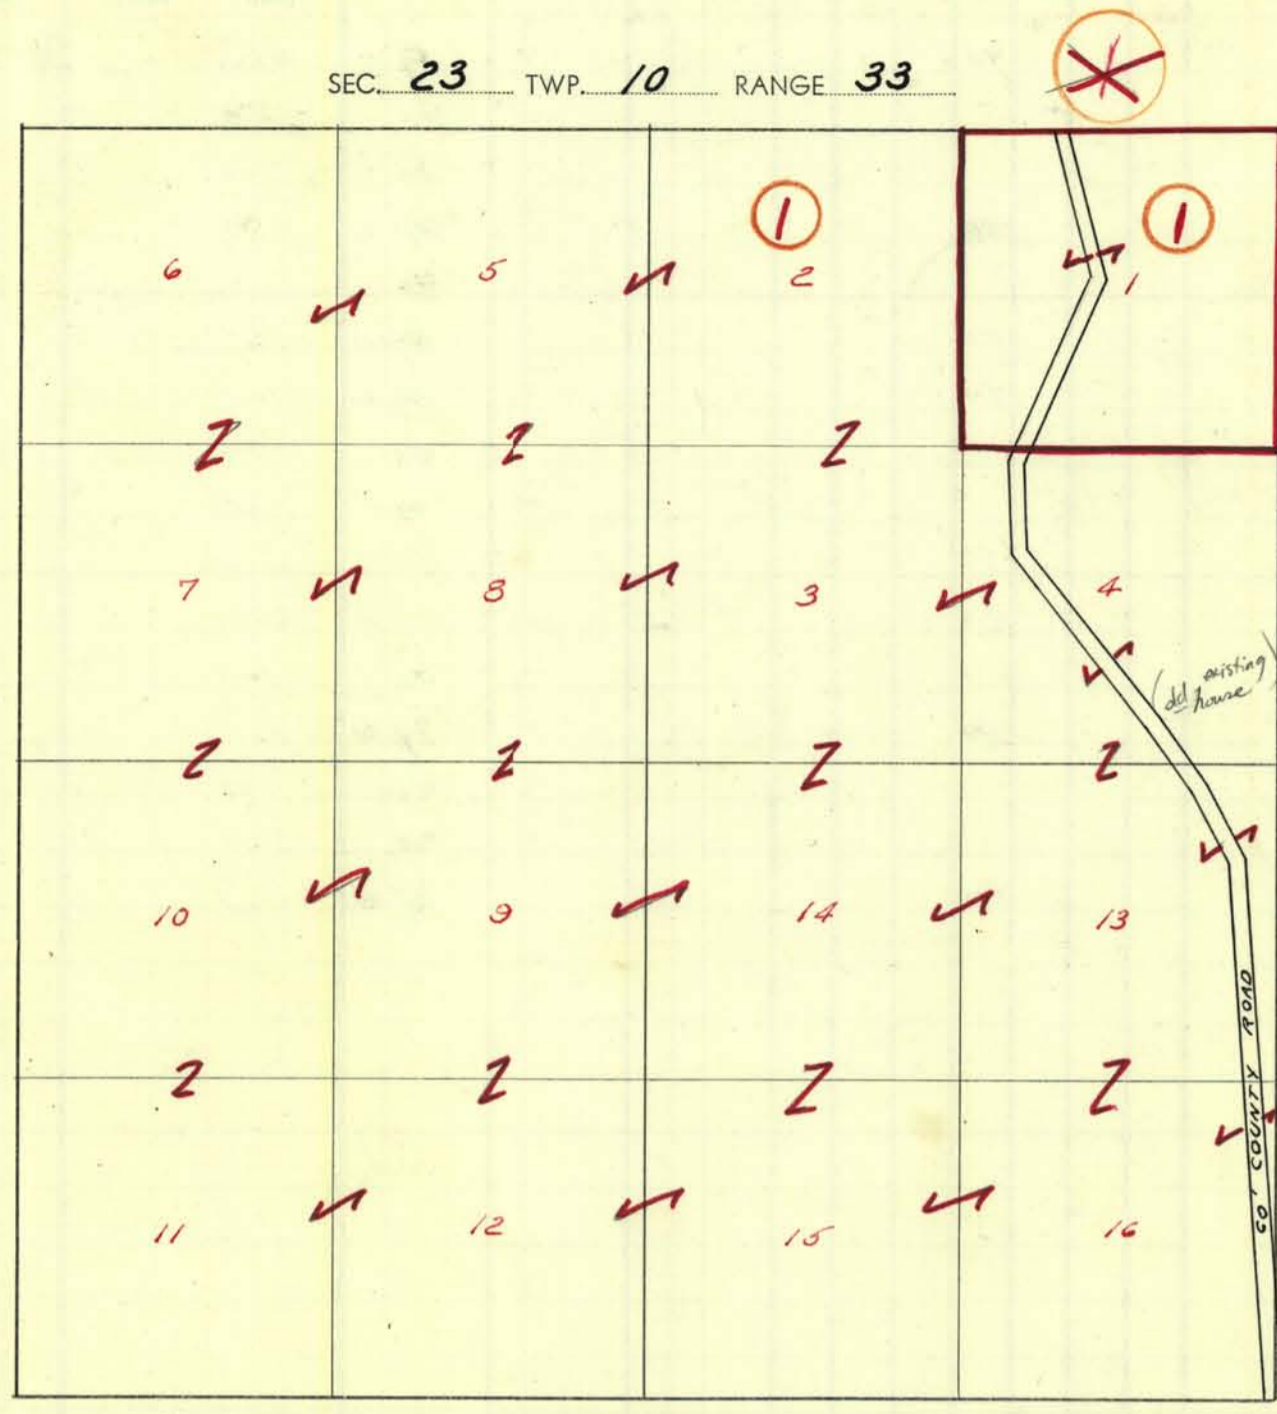 SEC. 23 TWP. 10 RANGE 33
1 1
6 5 2 1
Z Z Z
7 8 3 4
(old existing house)
Z Z Z Z
10 9 14 13
Z Z Z Z
60' COUNTY ROAD
11 12 15 16